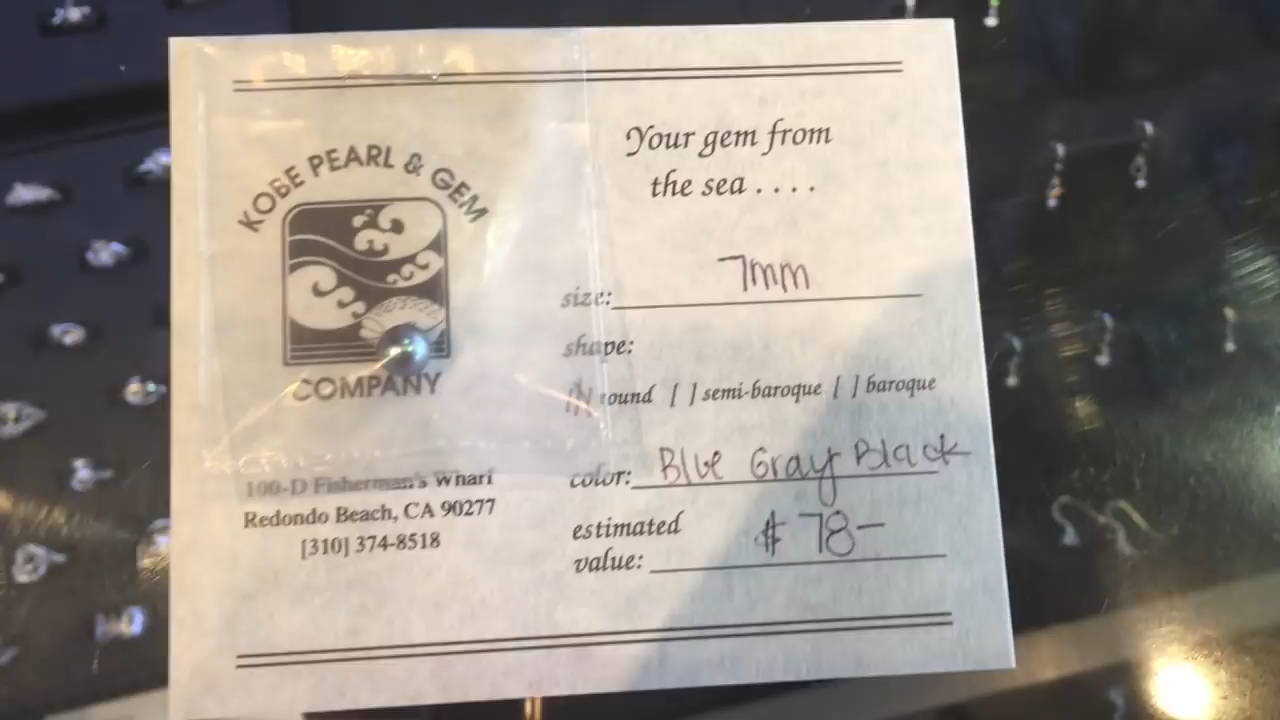 KOBE PEARL & GEM
COMPANY
100-D Fisherman's Wharf
Redondo Beach, CA 90277
[310] 374-8518
Your gem from
the sea . . . .
size: 7mm
shape:
round [ ] semi-baroque [ ] baroque
color: Blue Gray Black
estimated
value: $78-